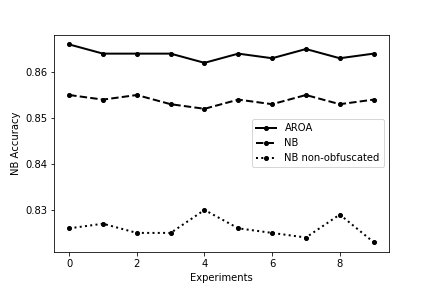 0.86
0.85
0.84
0.83
NB Accuracy
AROA
NB
NB non-obfuscated
0 2 4 6 8
Experiments